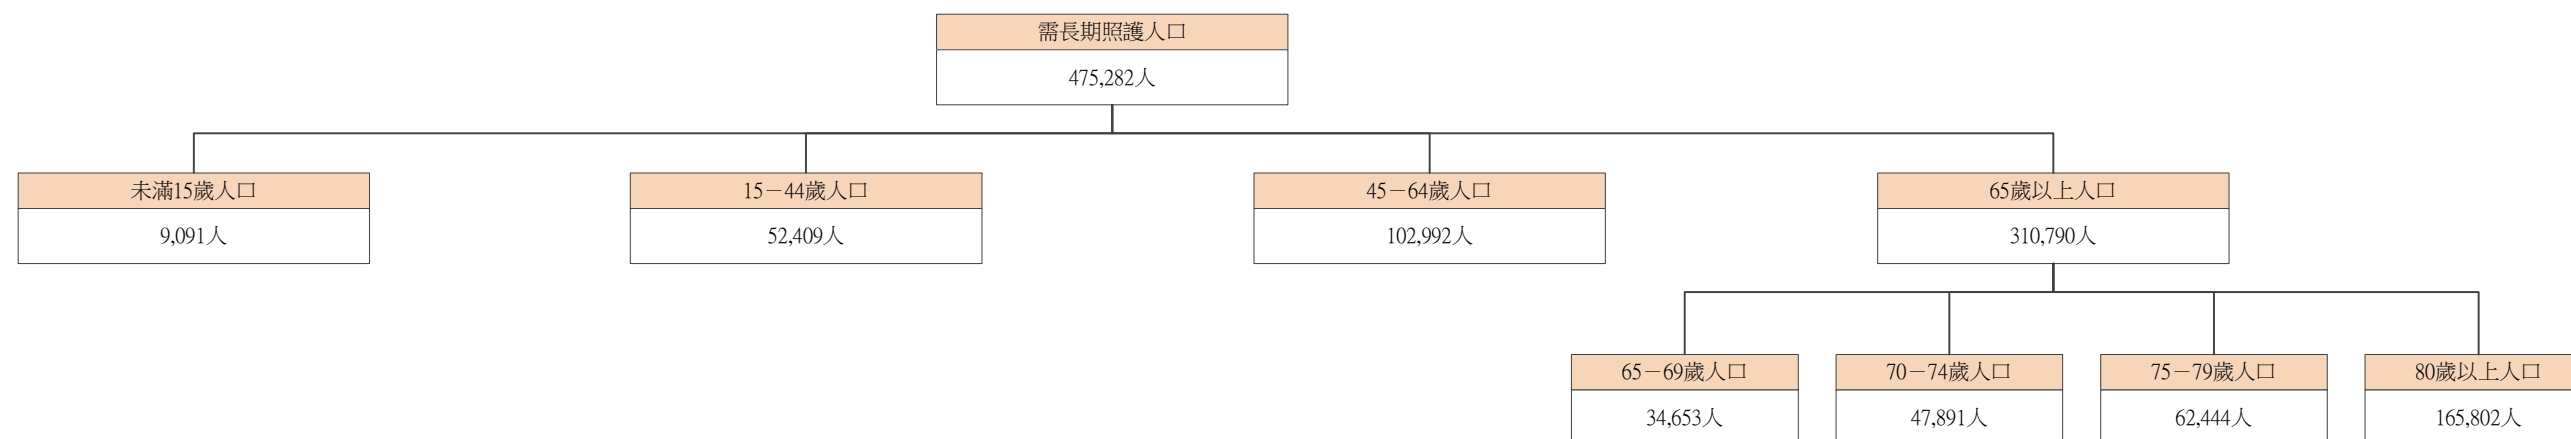 需長期照護人口
475,282人
未滿15歲人口
9,091人
15－44歲人口
52,409人
45－64歲人口
102,992人
65歲以上人口
310,790人
65－69歲人口
34,653人
70－74歲人口
47,891人
75－79歲人口
62,444人
80歲以上人口
165,802人